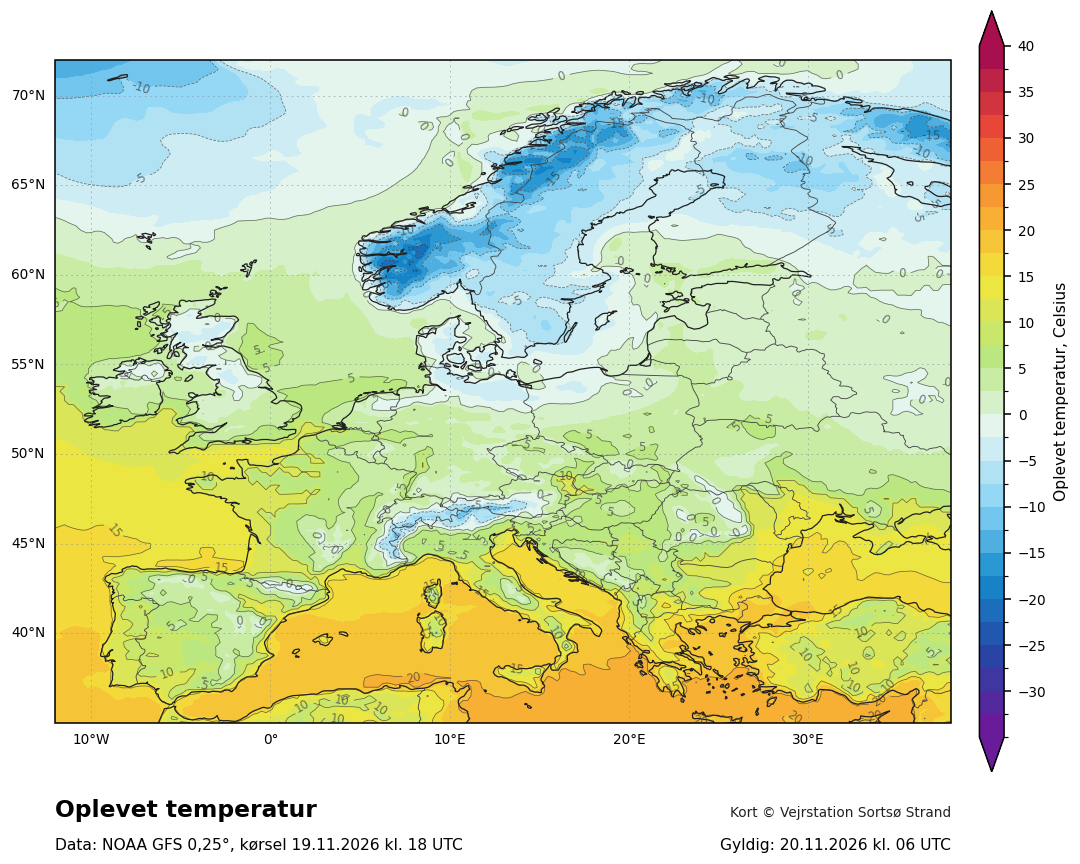 70°N
65°N
60°N
55°N
50°N
45°N
40°N
10°W 0° 10°E 20°E 30°E
40
35
30
25
20
15
10
5
0
−5
−10
−15
−20
−25
−30
Oplevet temperatur, Celsius
Oplevet temperatur
Kort © Vejrstation Sortsø Strand
Data: NOAA GFS 0,25°, kørsel 19.11.2026 kl. 18 UTC
Gyldig: 20.11.2026 kl. 06 UTC